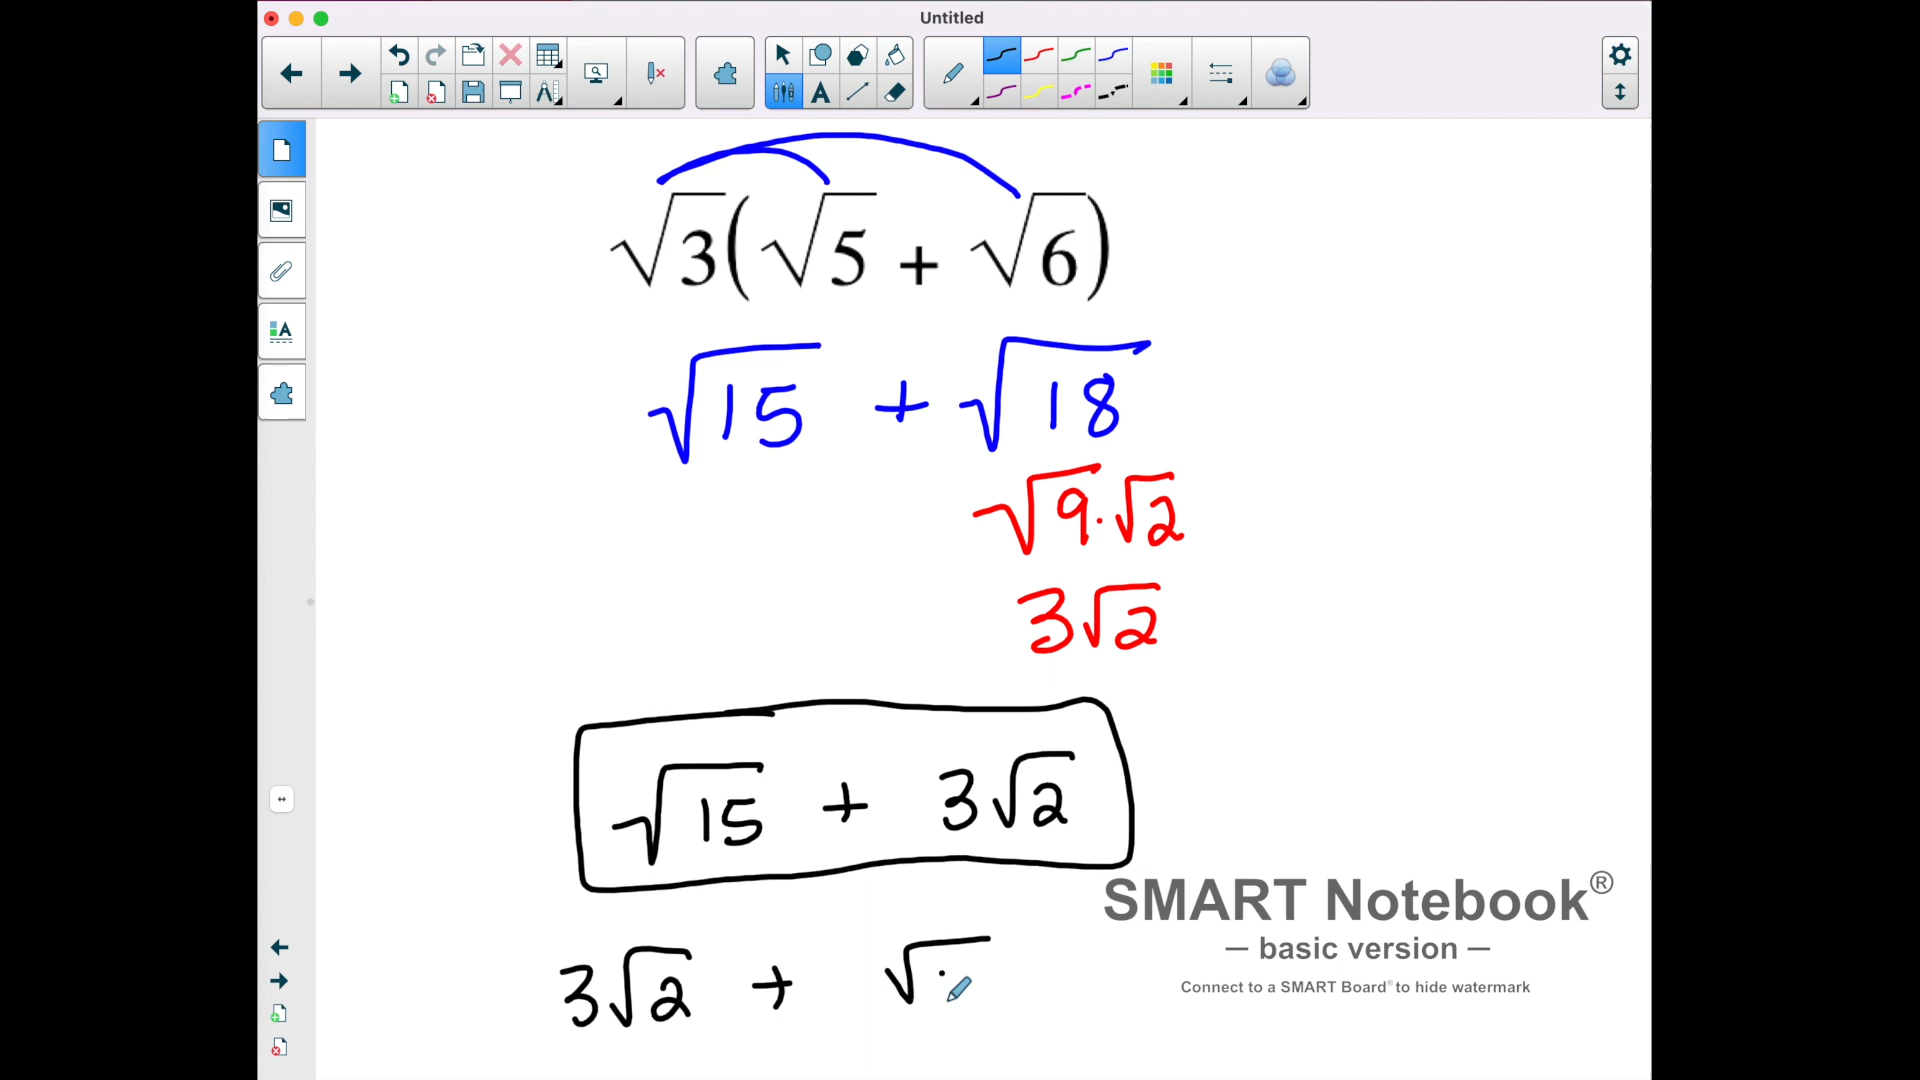 Untitled
√3(√5 + √6)
√15 + √18
√9·√2
3√2
√15 + 3√2
SMART Notebook®
— basic version —
Connect to a SMART Board® to hide watermark
3√2 + √